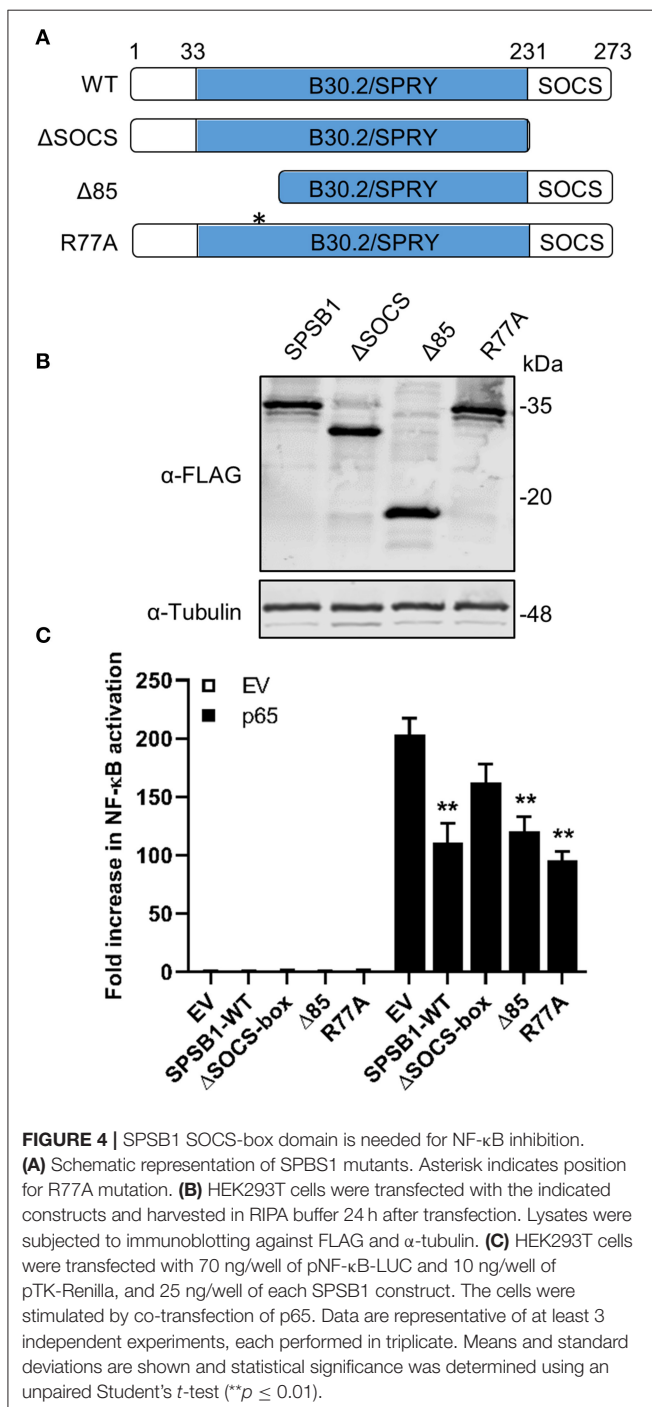 A
1 33 231 273
WT B30.2/SPRY SOCS
ΔSOCS B30.2/SPRY
Δ85 B30.2/SPRY SOCS
*
R77A B30.2/SPRY SOCS
B
SPSB1 ΔSOCS Δ85 R77A
kDa
-35
α-FLAG
-20
α-Tubulin
-48
C
Fold increase in NF-κB activation
250
200
150
100
50
0
EV
p65
** ** **
EV SPSB1-WT ΔSOCS-box Δ85 R77A EV SPSB1-WT ΔSOCS-box Δ85 R77A
FIGURE 4 | SPSB1 SOCS-box domain is needed for NF-κB inhibition.
(A) Schematic representation of SPBS1 mutants. Asterisk indicates position
for R77A mutation. (B) HEK293T cells were transfected with the indicated
constructs and harvested in RIPA buffer 24 h after transfection. Lysates were
subjected to immunoblotting against FLAG and α-tubulin. (C) HEK293T cells
were transfected with 70 ng/well of pNF-κB-LUC and 10 ng/well of
pTK-Renilla, and 25 ng/well of each SPSB1 construct. The cells were
stimulated by co-transfection of p65. Data are representative of at least 3
independent experiments, each performed in triplicate. Means and standard
deviations are shown and statistical significance was determined using an
unpaired Student's t-test (**p ≤ 0.01).